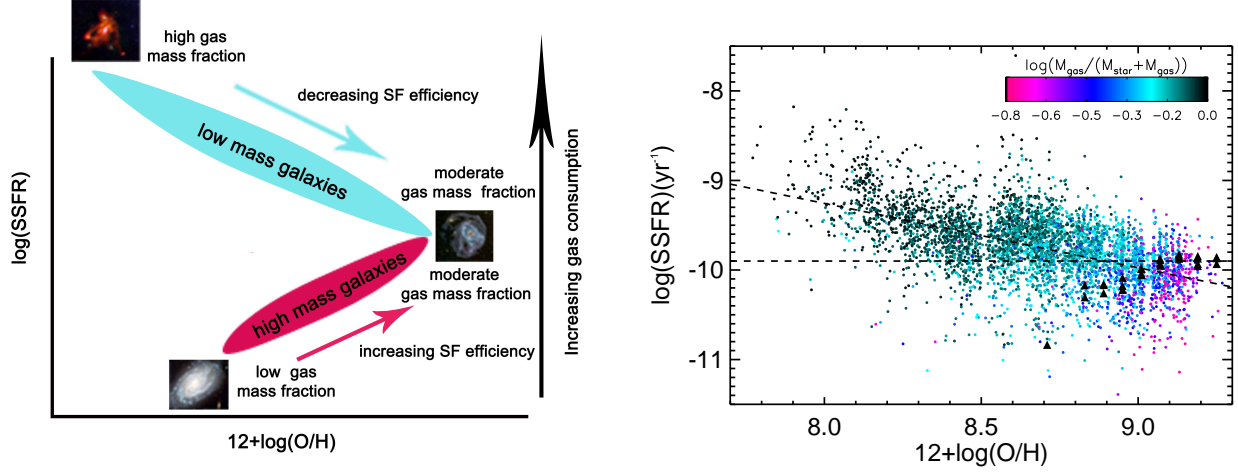 high gas
mass fraction
decreasing SF efficiency
low mass galaxies
moderate
gas mass fraction
moderate
gas mass fraction
high mass galaxies
increasing SF efficiency
low gas
mass fraction
log(SSFR)
12+log(O/H)
Increasing gas consumption
log(M_gas/(M_star+M_gas))
-0.8 -0.6 -0.5 -0.3 -0.2 0.0
-8
-9
-10
-11
log(SSFR)(yr⁻¹)
8.0 8.5 9.0
12+log(O/H)